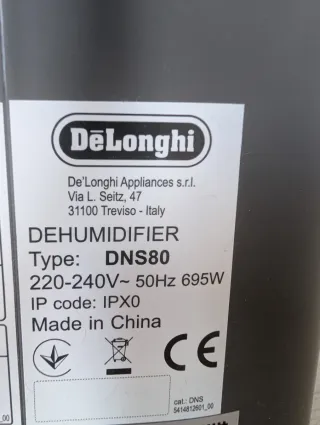 DēLonghi
De'Longhi Appliances s.r.l.
Via L. Seitz, 47
31100 Treviso - Italy
DEHUMIDIFIER
Type: DNS80
220-240V~ 50Hz 695W
IP code: IPX0
Made in China
CE
cat.: DNS
5414812601_00